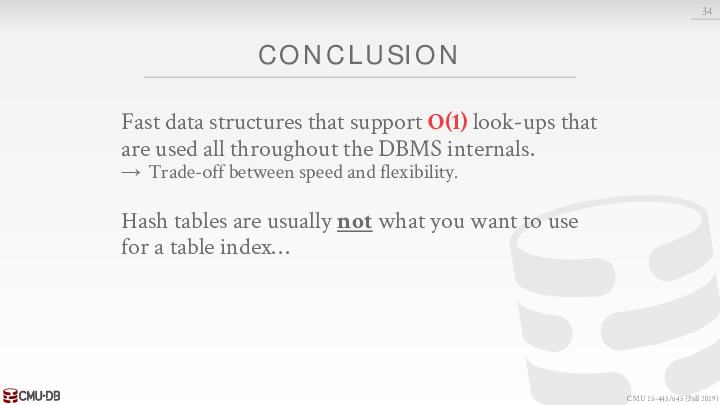 34
CONCLUSION
Fast data structures that support O(1) look-ups that
are used all throughout the DBMS internals.
→ Trade-off between speed and flexibility.
Hash tables are usually not what you want to use
for a table index…
CMU·DB
CMU 15-445/645 (Fall 2019)